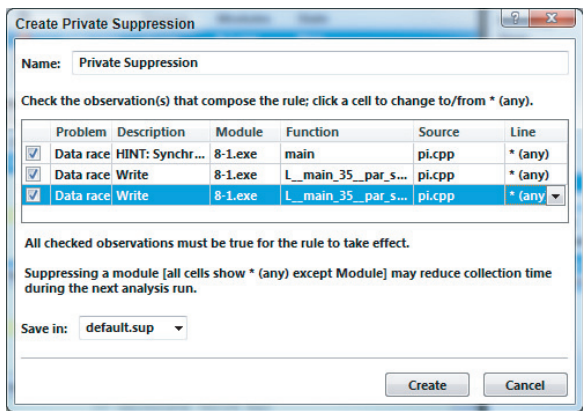 Create Private Suppression
Name: Private Suppression
Check the observation(s) that compose the rule; click a cell to change to/from * (any).
Problem Description Module Function Source Line
Data race HINT: Synchr... 8-1.exe main pi.cpp * (any)
Data race Write 8-1.exe L__main_35__par_s... pi.cpp * (any)
Data race Write 8-1.exe L__main_35__par_s... pi.cpp * (any
All checked observations must be true for the rule to take effect.
Suppressing a module [all cells show * (any) except Module] may reduce collection time
during the next analysis run.
Save in: default.sup
Create Cancel